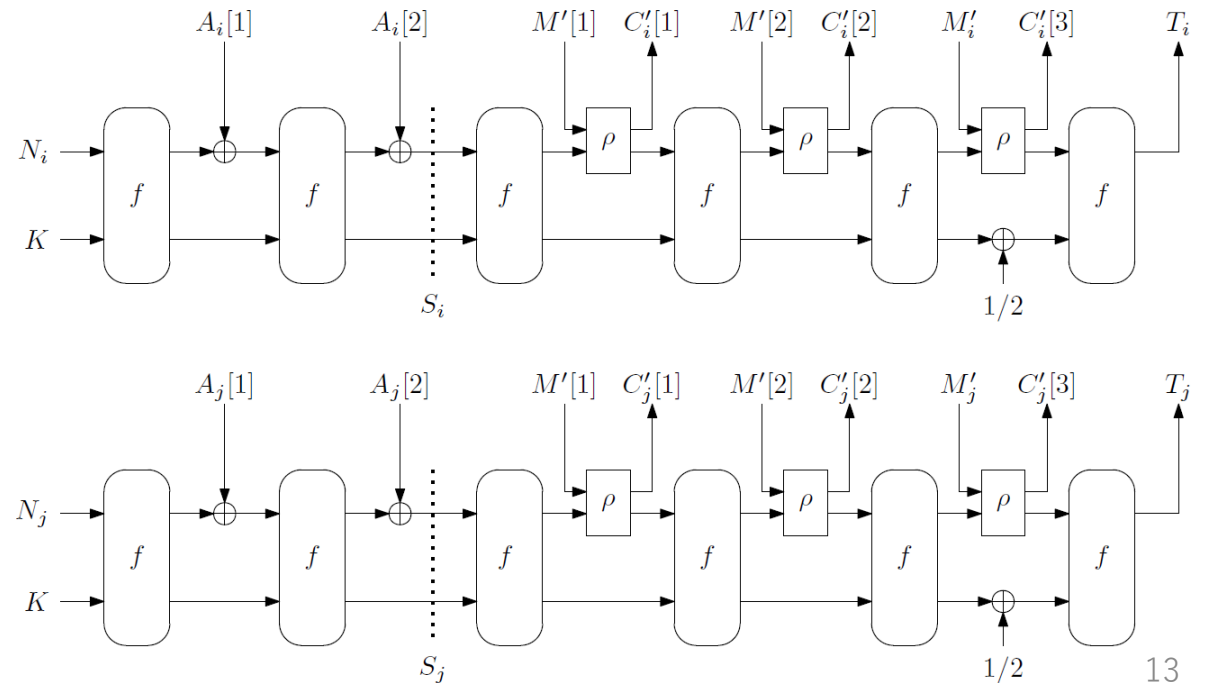 A_i[1] A_i[2] M'[1] C'_i[1] M'[2] C'_i[2] M'_i C'_i[3] T_i
N_i f f f ρ f ρ f ρ f
K
S_i 1/2
A_j[1] A_j[2] M'[1] C'_j[1] M'[2] C'_j[2] M'_j C'_j[3] T_j
N_j f f f ρ f ρ f ρ f
K
S_j 1/2
13